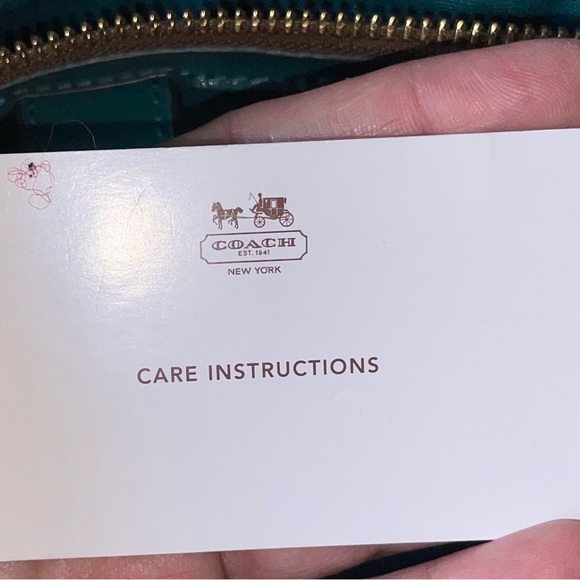 COACH
EST. 1941
NEW YORK
CARE INSTRUCTIONS